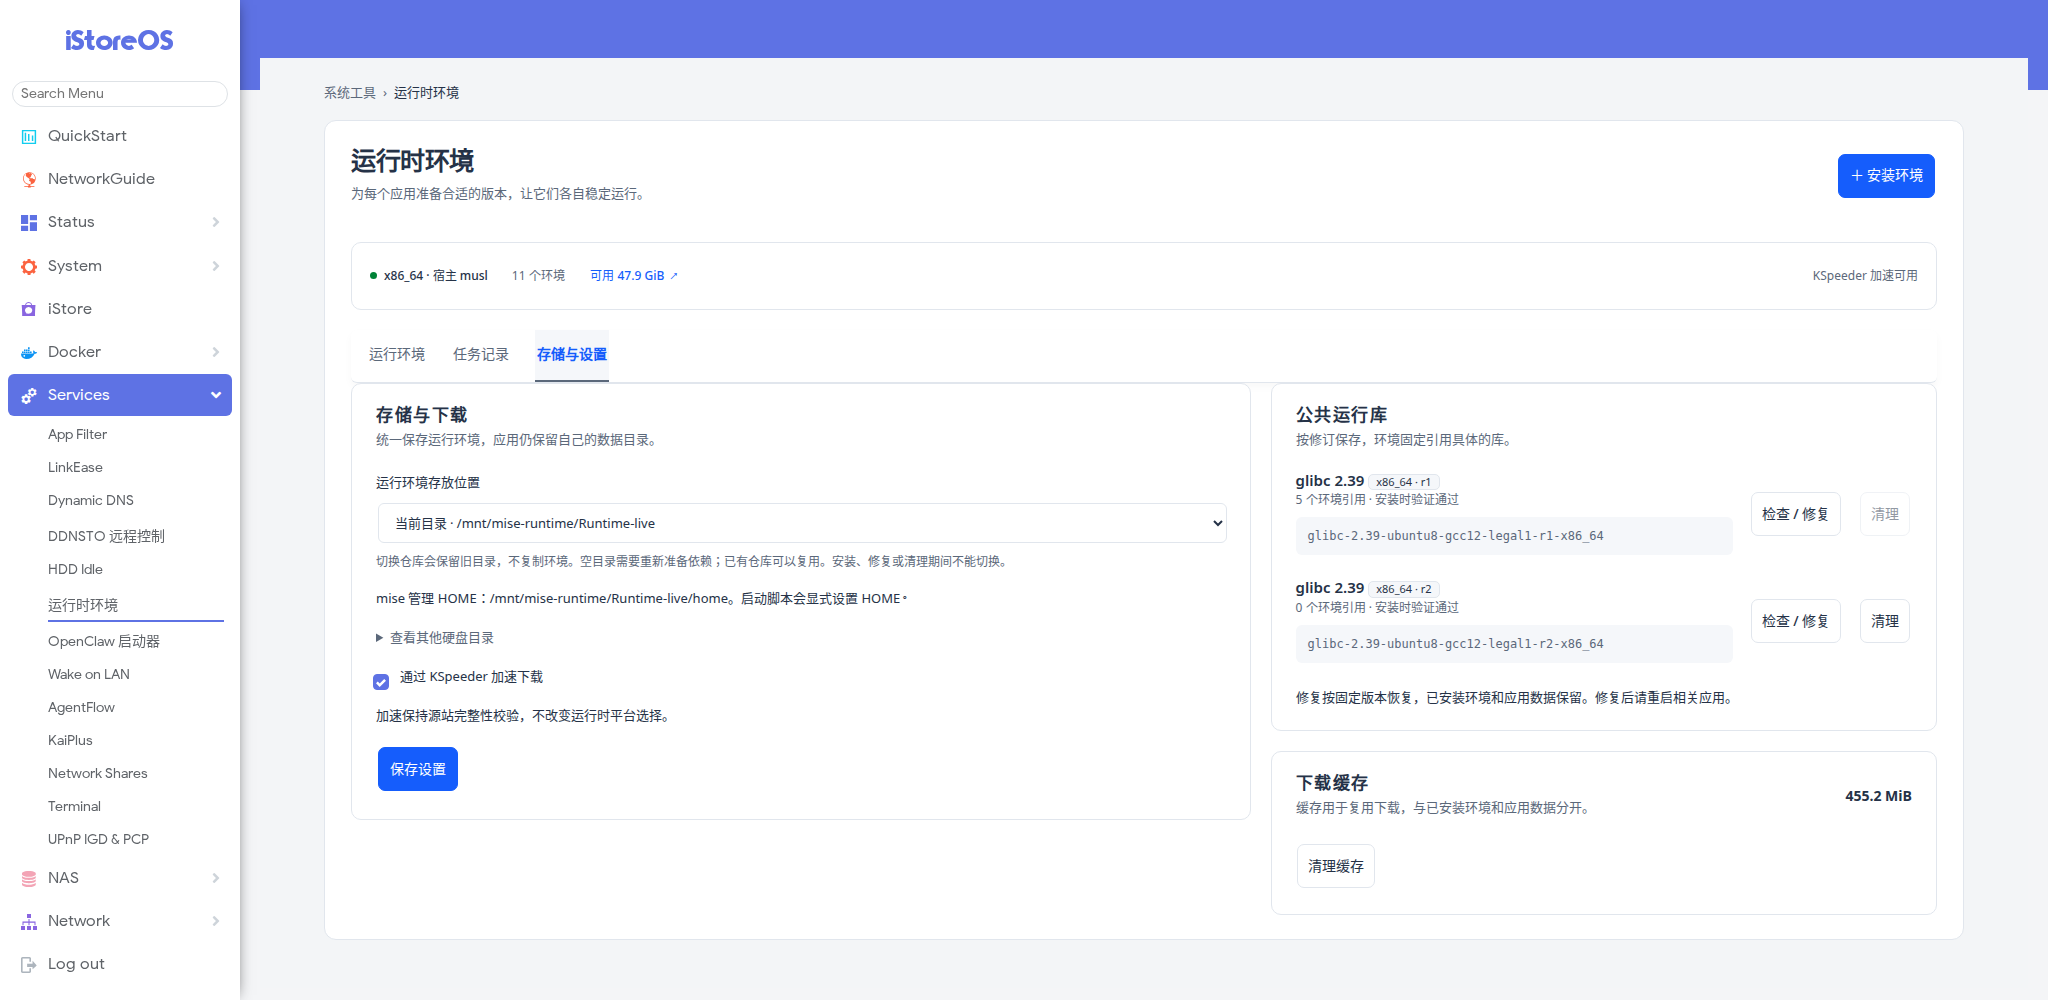 iStoreOS
Search Menu
QuickStart
NetworkGuide
Status
System
iStore
Docker
Services
App Filter
LinkEase
Dynamic DNS
DDNSTO 远程控制
HDD Idle
运行时环境
OpenClaw 启动器
Wake on LAN
AgentFlow
KaiPlus
Network Shares
Terminal
UPnP IGD & PCP
NAS
Network
Log out
系统工具 › 运行时环境
运行时环境
为每个应用准备合适的版本，让它们各自稳定运行。
+ 安装环境
x86_64 · 宿主 musl 11 个环境 可用 47.9 GiB ↗ KSpeeder 加速可用
运行环境 任务记录 存储与设置
存储与下载
统一保存运行环境，应用仍保留自己的数据目录。
运行环境存放位置
当前目录 · /mnt/mise-runtime/Runtime-live
切换仓库会保留旧目录，不复制环境。空目录需要重新准备依赖；已有仓库可以复用。安装、修复或清理期间不能切换。
mise 管理 HOME：/mnt/mise-runtime/Runtime-live/home。启动脚本会显式设置 HOME。
▶ 查看其他硬盘目录
通过 KSpeeder 加速下载
加速保持源站完整性校验，不改变运行时平台选择。
保存设置
公共运行库
按修订保存，环境固定引用具体的库。
glibc 2.39 x86_64 · r1
5 个环境引用 · 安装时验证通过
glibc-2.39-ubuntu8-gcc12-legal1-r1-x86_64
检查 / 修复 清理
glibc 2.39 x86_64 · r2
0 个环境引用 · 安装时验证通过
glibc-2.39-ubuntu8-gcc12-legal1-r2-x86_64
检查 / 修复 清理
修复按固定版本恢复，已安装环境和应用数据保留。修复后请重启相关应用。
下载缓存
缓存用于复用下载，与已安装环境和应用数据分开。
455.2 MiB
清理缓存